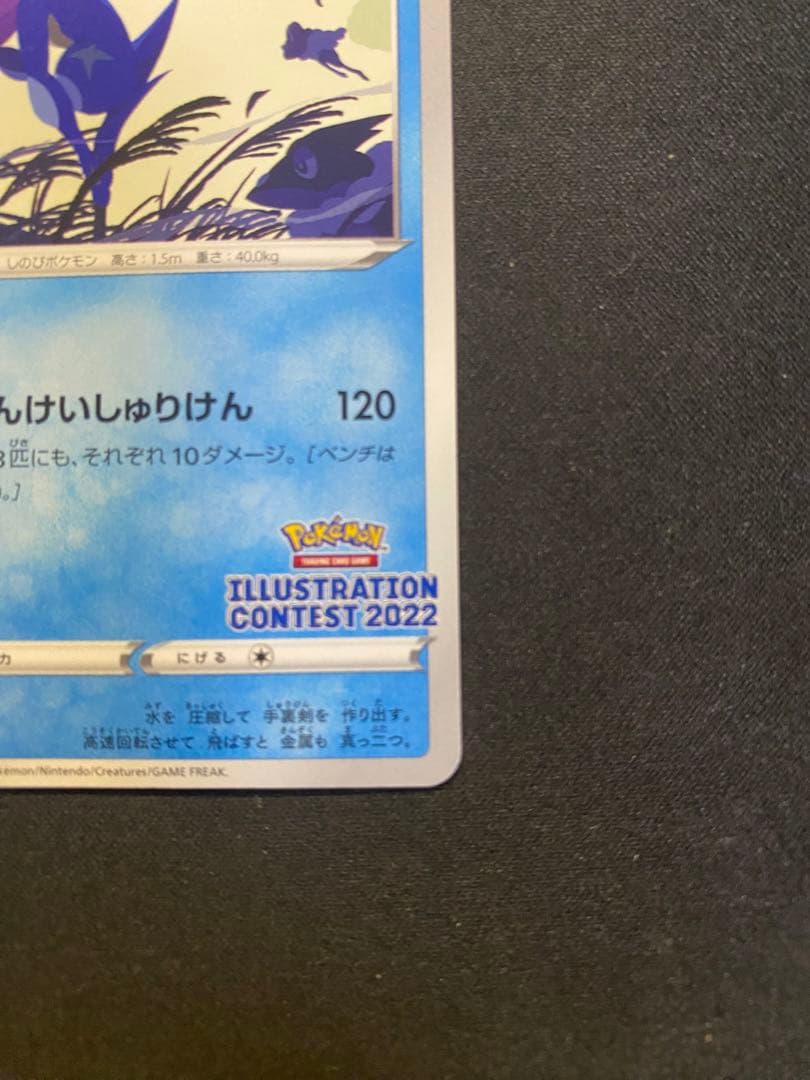 しのびポケモン 高さ：1.5m 重さ：40.0kg
んけいしゅりけん 120
3匹にも、それぞれ10ダメージ。［ベンチは
。］
Pokémon
TRADING CARD GAME
ILLUSTRATION
CONTEST 2022
力
にげる
水を 圧縮して 手裏剣を 作り出す。
高速回転させて 飛ばすと 金属も 真っ二つ。
kémon/Nintendo/Creatures/GAME FREAK.